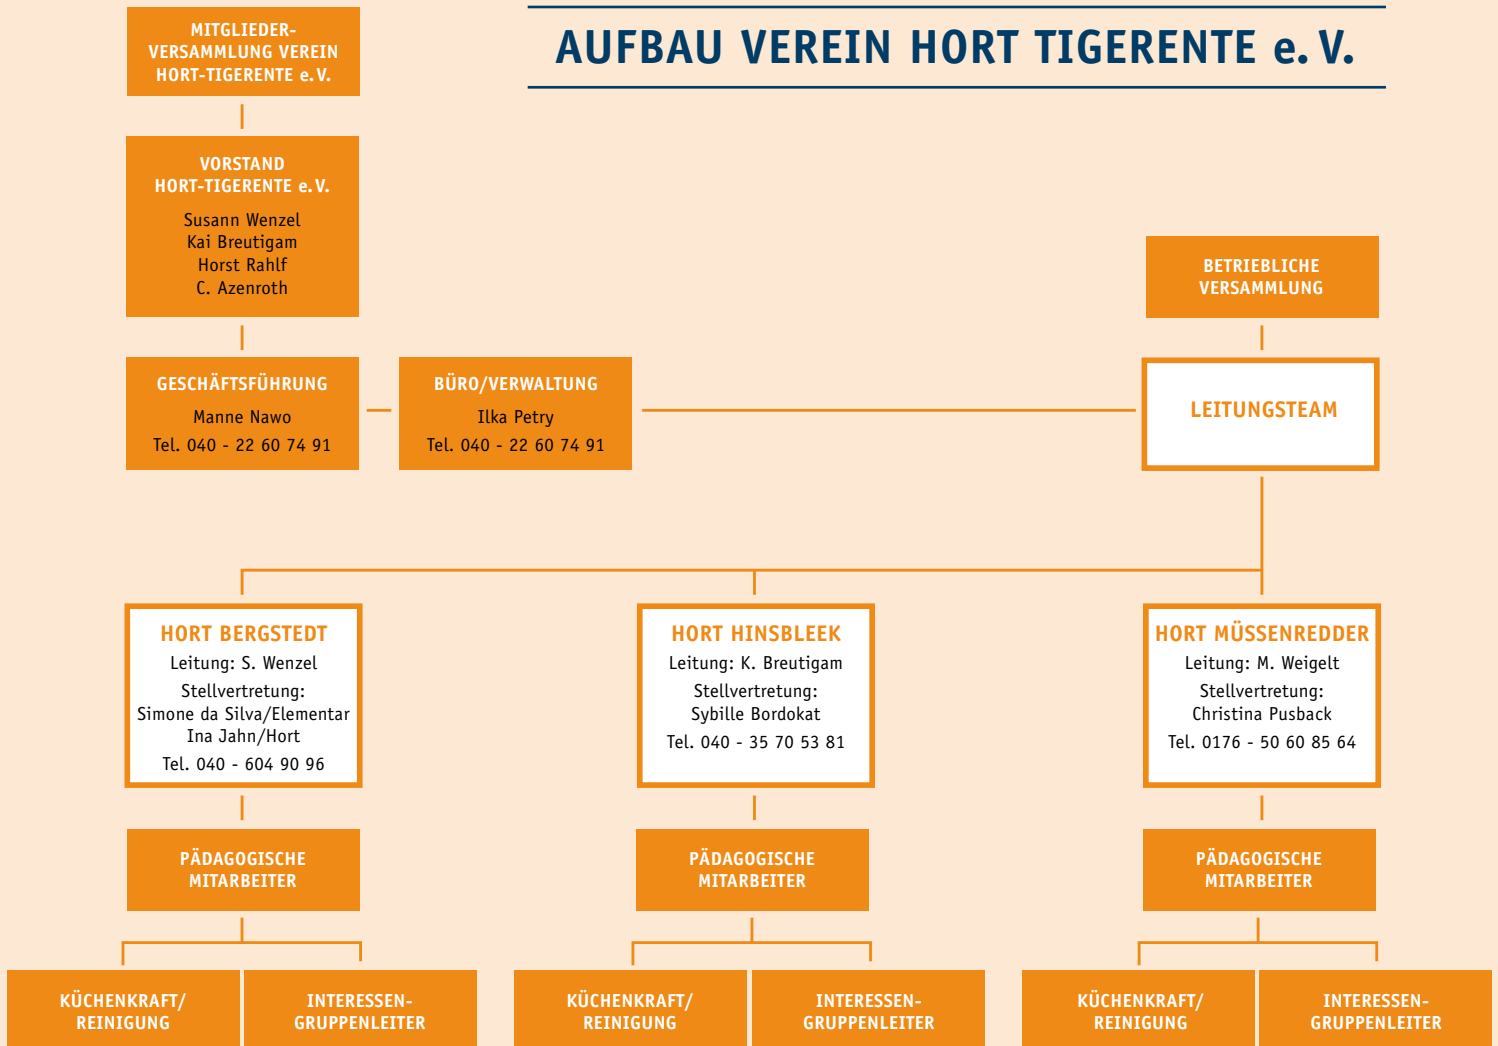 AUFBAU VEREIN HORT TIGERENTE e. V.
MITGLIEDER-
VERSAMMLUNG VEREIN
HORT-TIGERENTE e. V.
VORSTAND
HORT-TIGERENTE e. V.
Susann Wenzel
Kai Breutigam
Horst Rahlf
C. Azenroth
BETRIEBLICHE
VERSAMMLUNG
GESCHÄFTSFÜHRUNG
Manne Nawo
Tel. 040 - 22 60 74 91
BÜRO/VERWALTUNG
Ilka Petry
Tel. 040 - 22 60 74 91
LEITUNGSTEAM
HORT BERGSTEDT
Leitung: S. Wenzel
Stellvertretung:
Simone da Silva/Elementar
Ina Jahn/Hort
Tel. 040 - 604 90 96
HORT HINSBLEEK
Leitung: K. Breutigam
Stellvertretung:
Sybille Bordokat
Tel. 040 - 35 70 53 81
HORT MÜSSENREDDER
Leitung: M. Weigelt
Stellvertretung:
Christina Pusback
Tel. 0176 - 50 60 85 64
PÄDAGOGISCHE
MITARBEITER
PÄDAGOGISCHE
MITARBEITER
PÄDAGOGISCHE
MITARBEITER
KÜCHENKRAFT/
REINIGUNG
INTERESSEN-
GRUPPENLEITER
KÜCHENKRAFT/
REINIGUNG
INTERESSEN-
GRUPPENLEITER
KÜCHENKRAFT/
REINIGUNG
INTERESSEN-
GRUPPENLEITER